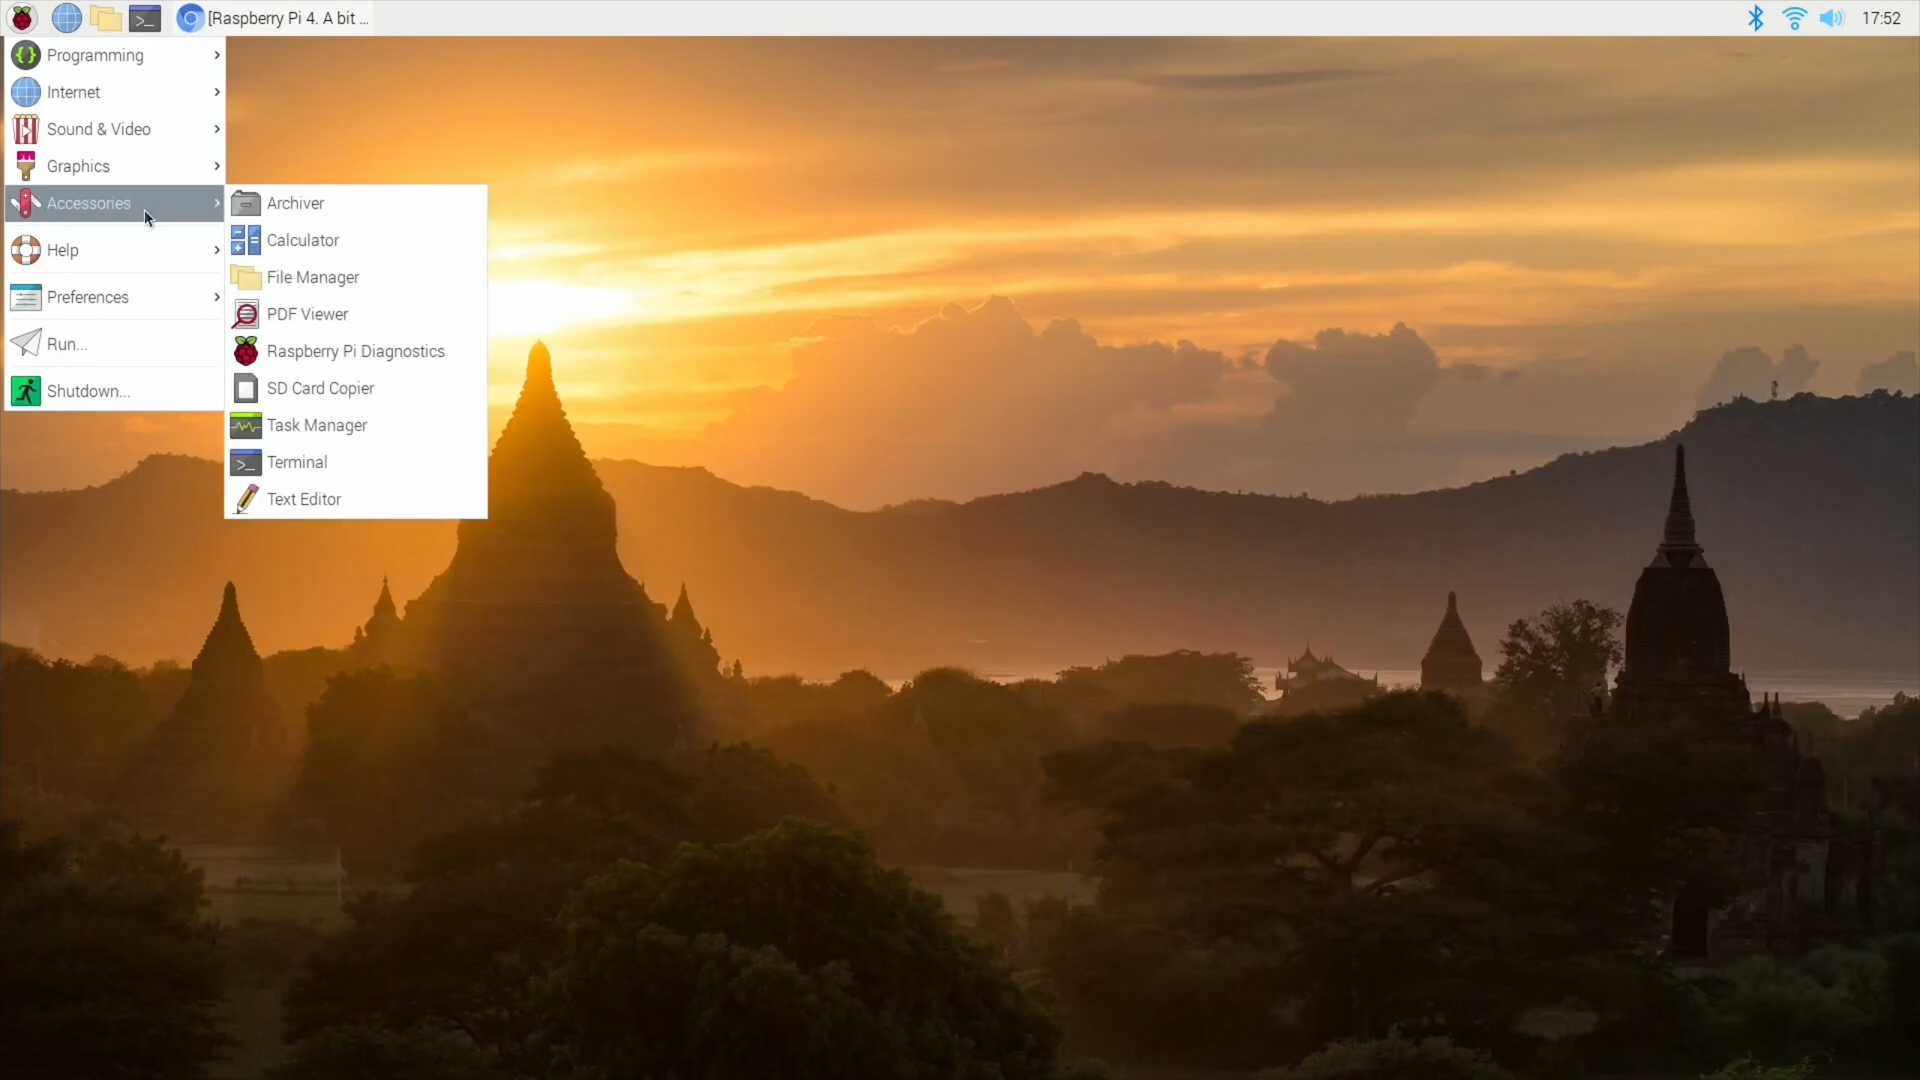 [Raspberry Pi 4. A bit ...
17:52
Programming
Internet
Sound & Video
Graphics
Accessories
Help
Preferences
Run...
Shutdown...
Archiver
Calculator
File Manager
PDF Viewer
Raspberry Pi Diagnostics
SD Card Copier
Task Manager
Terminal
Text Editor